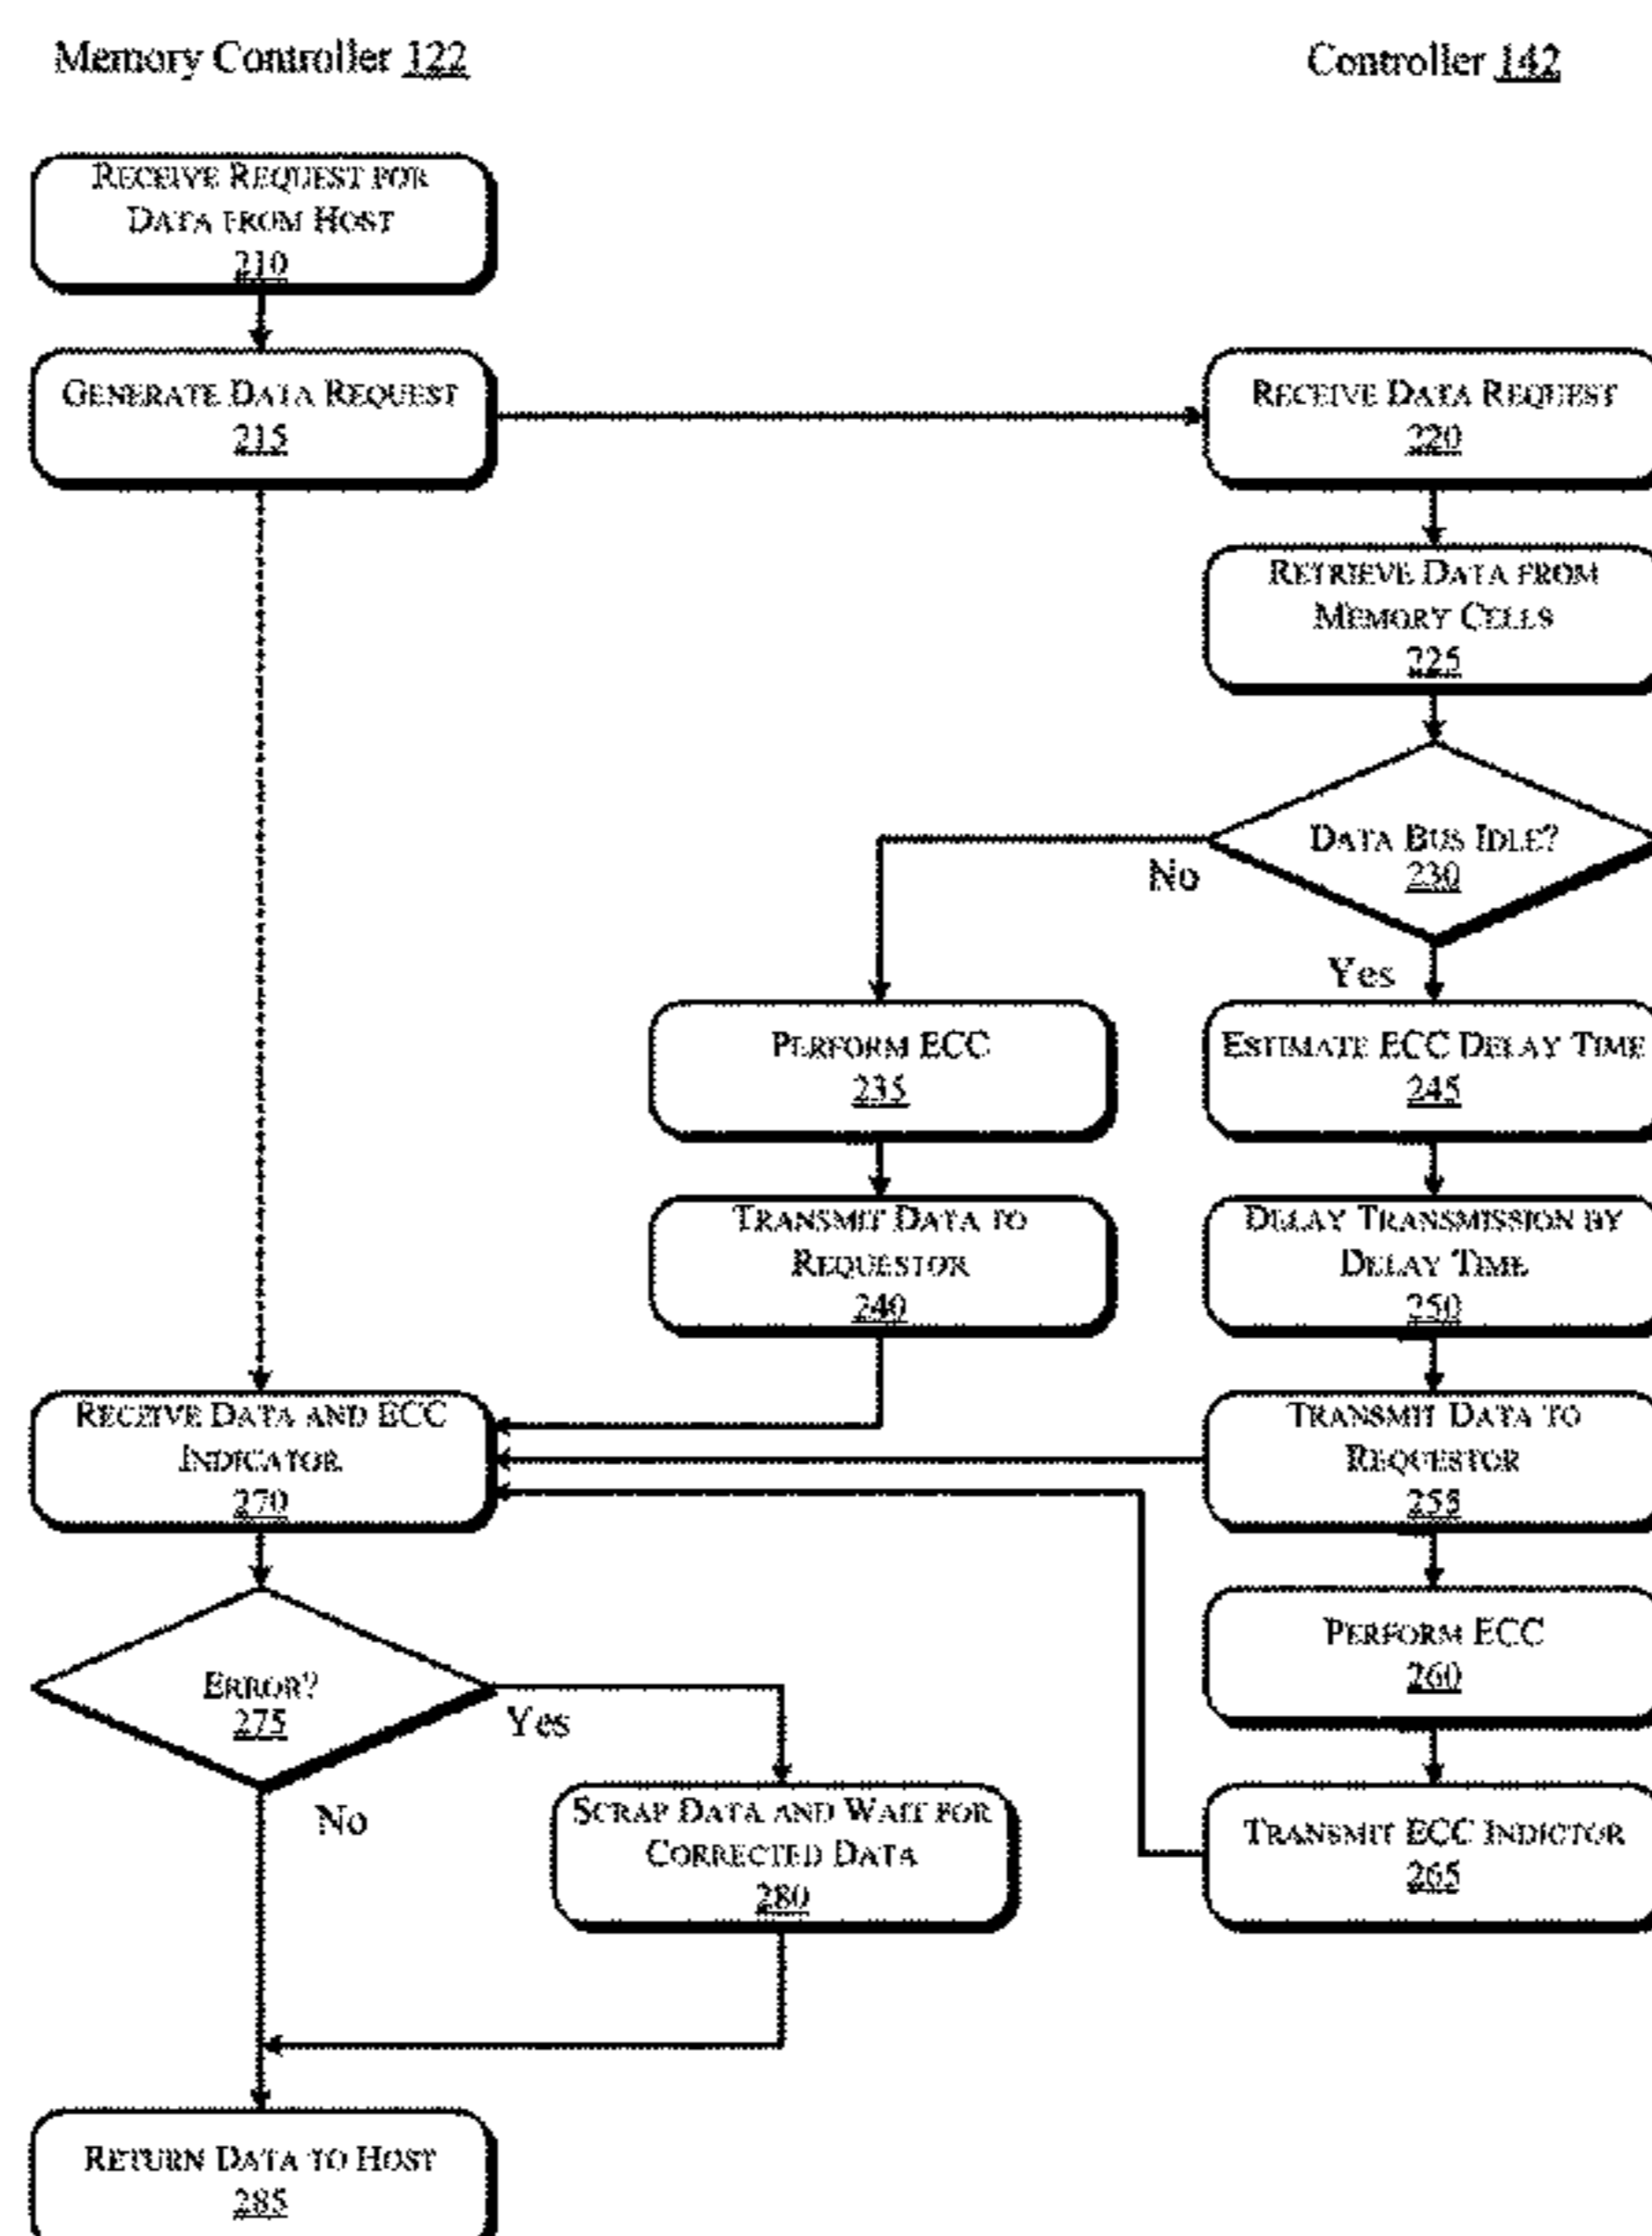 Memory Controller 122
Controller 142
RECEIVE REQUEST FOR
DATA FROM HOST
210
GENERATE DATA REQUEST
215
RECEIVE DATA REQUEST
220
RETRIEVE DATA FROM
MEMORY CELLS
225
DATA BUS IDLE?
230
No
Yes
PERFORM ECC
235
ESTIMATE ECC DELAY TIME
245
TRANSMIT DATA TO
REQUESTOR
240
DELAY TRANSMISSION BY
DELAY TIME
250
RECEIVE DATA AND ECC
INDICATOR
270
TRANSMIT DATA TO
REQUESTOR
255
ERROR?
275
Yes
No
PERFORM ECC
260
SCRAP DATA AND WAIT FOR
CORRECTED DATA
280
TRANSMIT ECC INDICTOR
265
RETURN DATA TO HOST
285